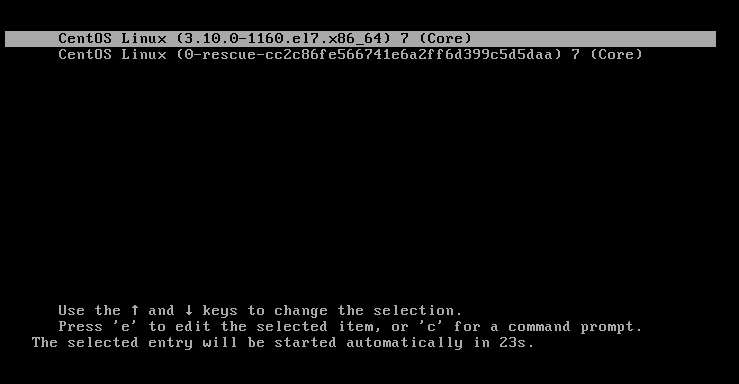 CentOS Linux (3.10.0-1160.el7.x86_64) 7 (Core)
CentOS Linux (0-rescue-cc2c86fe566741e6a2ff6d399c5d5daa) 7 (Core)
Use the ↑ and ↓ keys to change the selection.
Press 'e' to edit the selected item, or 'c' for a command prompt.
The selected entry will be started automatically in 23s.